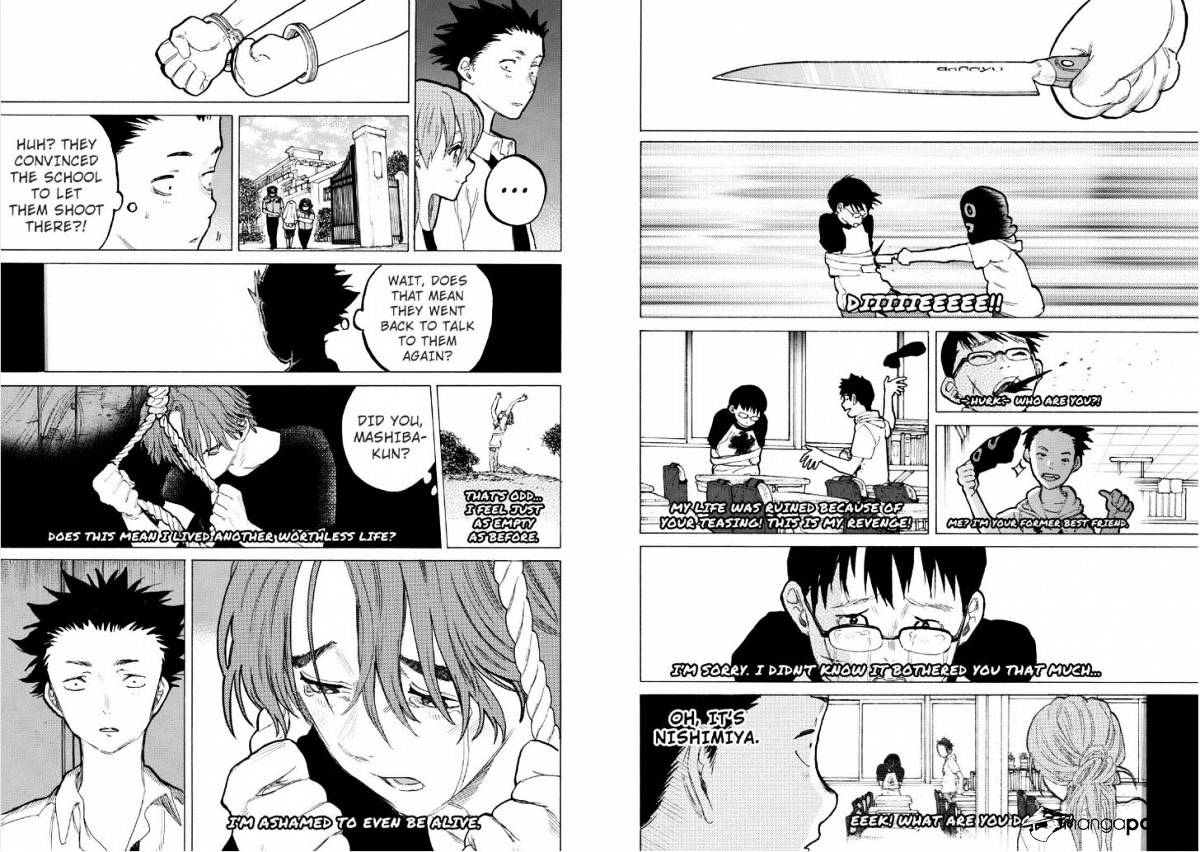 DIIIIIEEEEE!!
-HURK- WHO ARE YOU?!
ME? I'M YOUR FORMER BEST FRIEND.
MY LIFE WAS RUINED BECAUSE OF
YOUR TEASING! THIS IS MY REVENGE!
I'M SORRY. I DIDN'T KNOW IT BOTHERED YOU THAT MUCH...
OH, IT'S
NISHIMIYA.
EEEK! WHAT ARE YOU
...
HUH? THEY
CONVINCED
THE SCHOOL
TO LET
THEM SHOOT
THERE?!
WAIT, DOES
THAT MEAN
THEY WENT
BACK TO TALK
TO THEM
AGAIN?
THAT'S ODD...
I FEEL JUST
AS EMPTY
AS BEFORE.
DID YOU,
MASHIBA-
KUN?
DOES THIS MEAN I LIVED ANOTHER WORTHLESS LIFE?
I'M ASHAMED TO EVEN BE ALIVE.